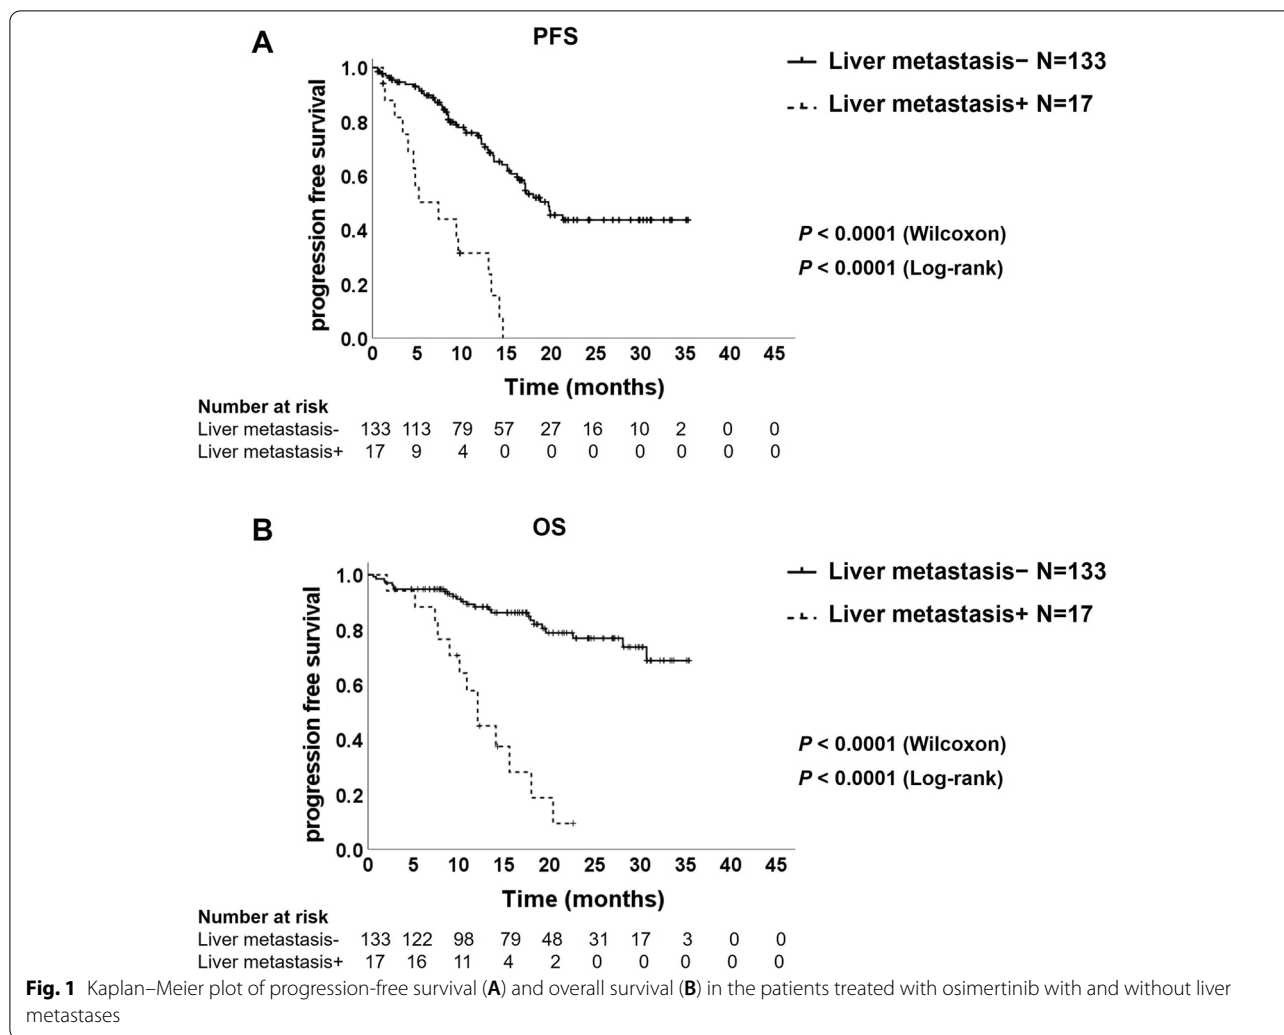 A
PFS
Liver metastasis− N=133
Liver metastasis+ N=17
progression free survival
1.0
0.8
0.6
0.4
0.2
0.0
P < 0.0001 (Wilcoxon)
P < 0.0001 (Log-rank)
0 5 10 15 20 25 30 35 40 45
Time (months)
Number at risk
Liver metastasis- 133 113 79 57 27 16 10 2 0 0
Liver metastasis+ 17 9 4 0 0 0 0 0 0 0
B
OS
Liver metastasis− N=133
Liver metastasis+ N=17
progression free survival
1.0
0.8
0.6
0.4
0.2
0.0
P < 0.0001 (Wilcoxon)
P < 0.0001 (Log-rank)
0 5 10 15 20 25 30 35 40 45
Time (months)
Number at risk
Liver metastasis- 133 122 98 79 48 31 17 3 0 0
Liver metastasis+ 17 16 11 4 2 0 0 0 0 0
Fig. 1 Kaplan–Meier plot of progression-free survival (A) and overall survival (B) in the patients treated with osimertinib with and without liver
metastases